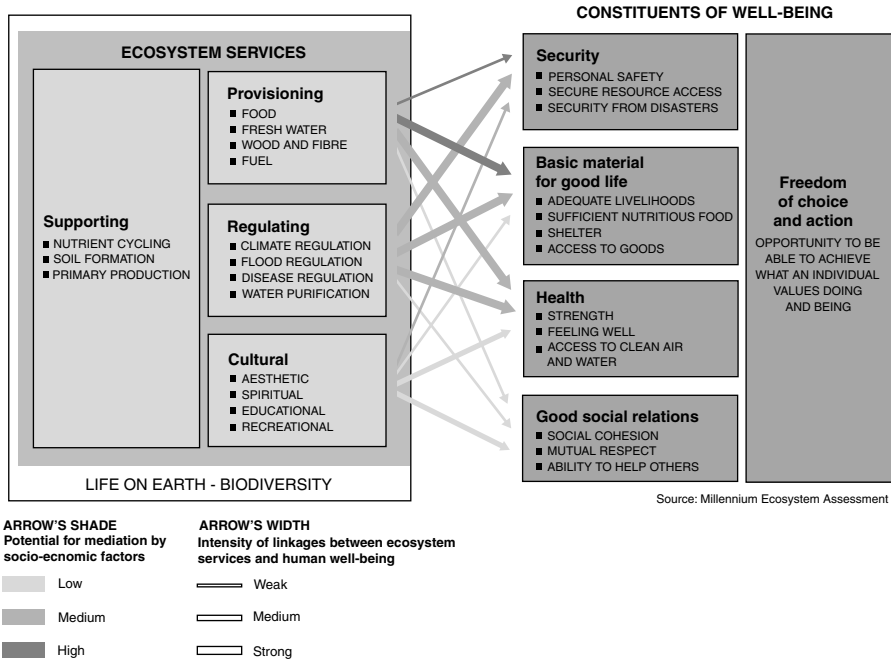 CONSTITUENTS OF WELL-BEING
ECOSYSTEM SERVICES
Supporting
NUTRIENT CYCLING
SOIL FORMATION
PRIMARY PRODUCTION
Provisioning
FOOD
FRESH WATER
WOOD AND FIBRE
FUEL
Regulating
CLIMATE REGULATION
FLOOD REGULATION
DISEASE REGULATION
WATER PURIFICATION
Cultural
AESTHETIC
SPIRITUAL
EDUCATIONAL
RECREATIONAL
LIFE ON EARTH - BIODIVERSITY
Security
PERSONAL SAFETY
SECURE RESOURCE ACCESS
SECURITY FROM DISASTERS
Basic material
for good life
ADEQUATE LIVELIHOODS
SUFFICIENT NUTRITIOUS FOOD
SHELTER
ACCESS TO GOODS
Health
STRENGTH
FEELING WELL
ACCESS TO CLEAN AIR
AND WATER
Good social relations
SOCIAL COHESION
MUTUAL RESPECT
ABILITY TO HELP OTHERS
Freedom
of choice
and action
OPPORTUNITY TO BE
ABLE TO ACHIEVE
WHAT AN INDIVIDUAL
VALUES DOING
AND BEING
Source: Millennium Ecosystem Assessment
ARROW'S SHADE
Potential for mediation by
socio-ecnomic factors
Low
Medium
High
ARROW'S WIDTH
Intensity of linkages between ecosystem
services and human well-being
Weak
Medium
Strong